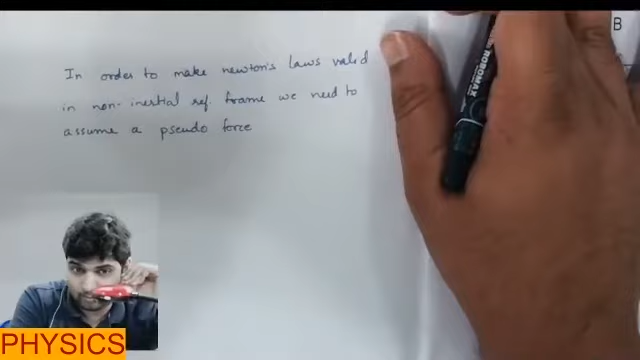 B
In order to make newton's laws valid
in non-inertial ref. frame we need to
assume a pseudo force
ROBOMAX
PHYSICS